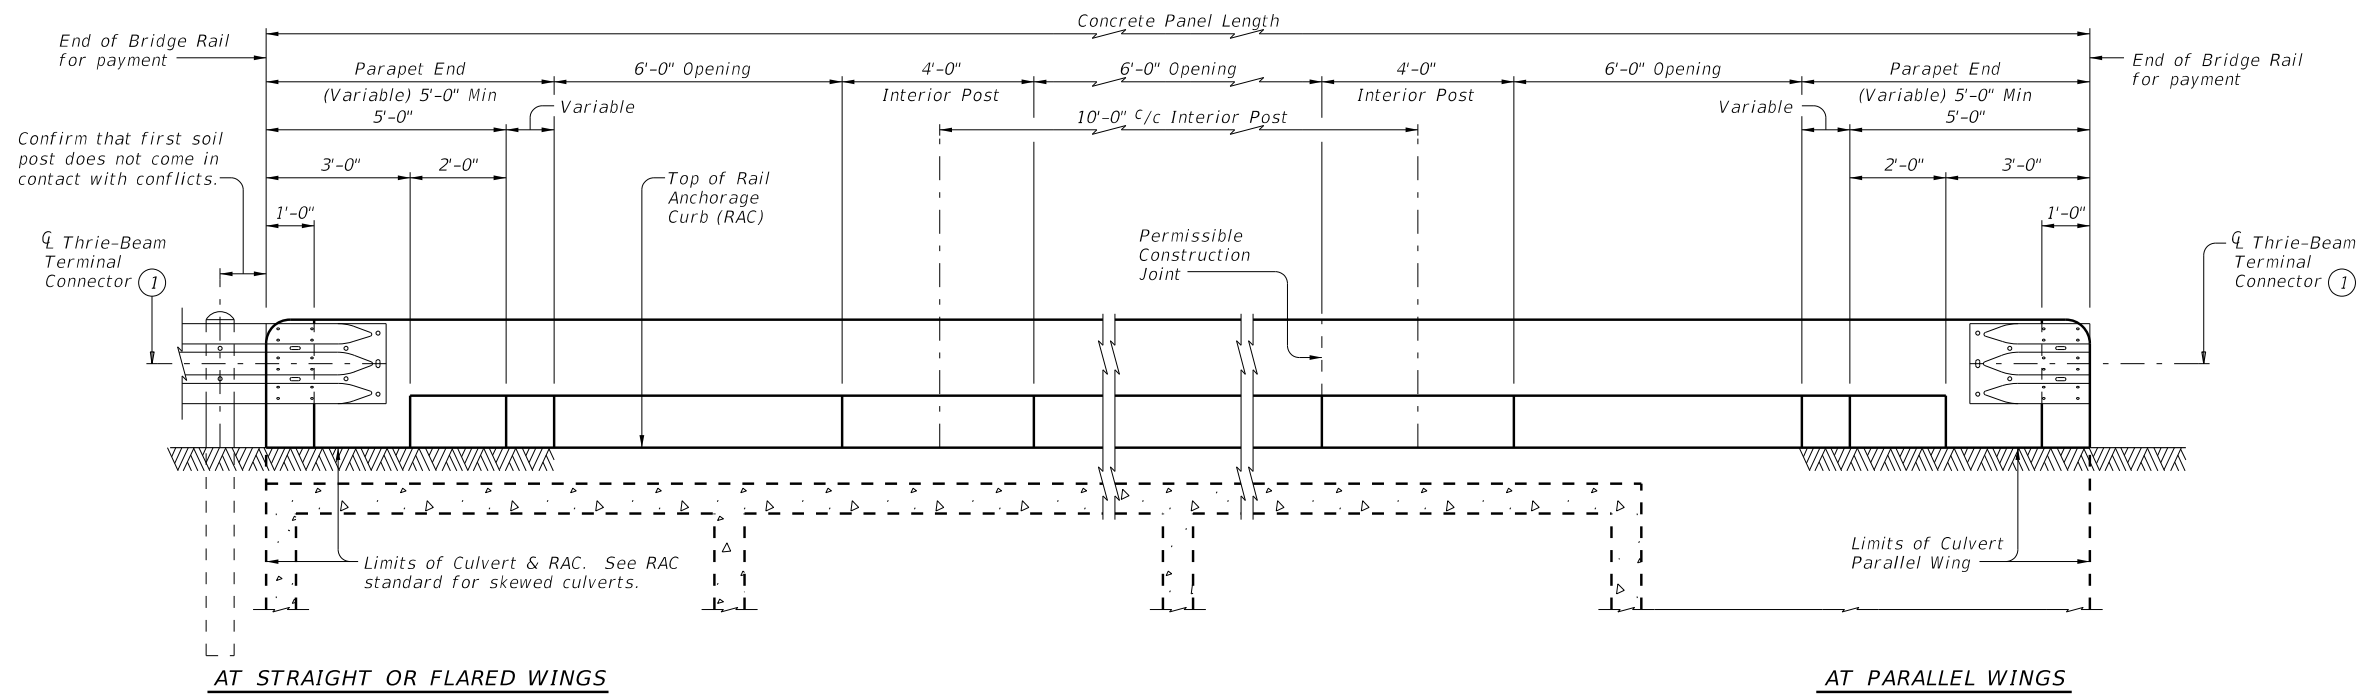 Concrete Panel Length
End of Bridge Rail
for payment
Parapet End
(Variable) 5'-0" Min
6'-0" Opening
4'-0"
Interior Post
6'-0" Opening
4'-0"
Interior Post
6'-0" Opening
Parapet End
(Variable) 5'-0" Min
End of Bridge Rail
for payment
5'-0"
Variable
10'-0" c/c Interior Post
Variable
5'-0"
Confirm that first soil
post does not come in
contact with conflicts.
3'-0"
2'-0"
Top of Rail
Anchorage
Curb (RAC)
2'-0"
3'-0"
1'-0"
1'-0"
℄ Thrie-Beam
Terminal
Connector 1
Permissible
Construction
Joint
℄ Thrie-Beam
Terminal
Connector 1
Limits of Culvert & RAC. See RAC
standard for skewed culverts.
Limits of Culvert
Parallel Wing
AT STRAIGHT OR FLARED WINGS
AT PARALLEL WINGS